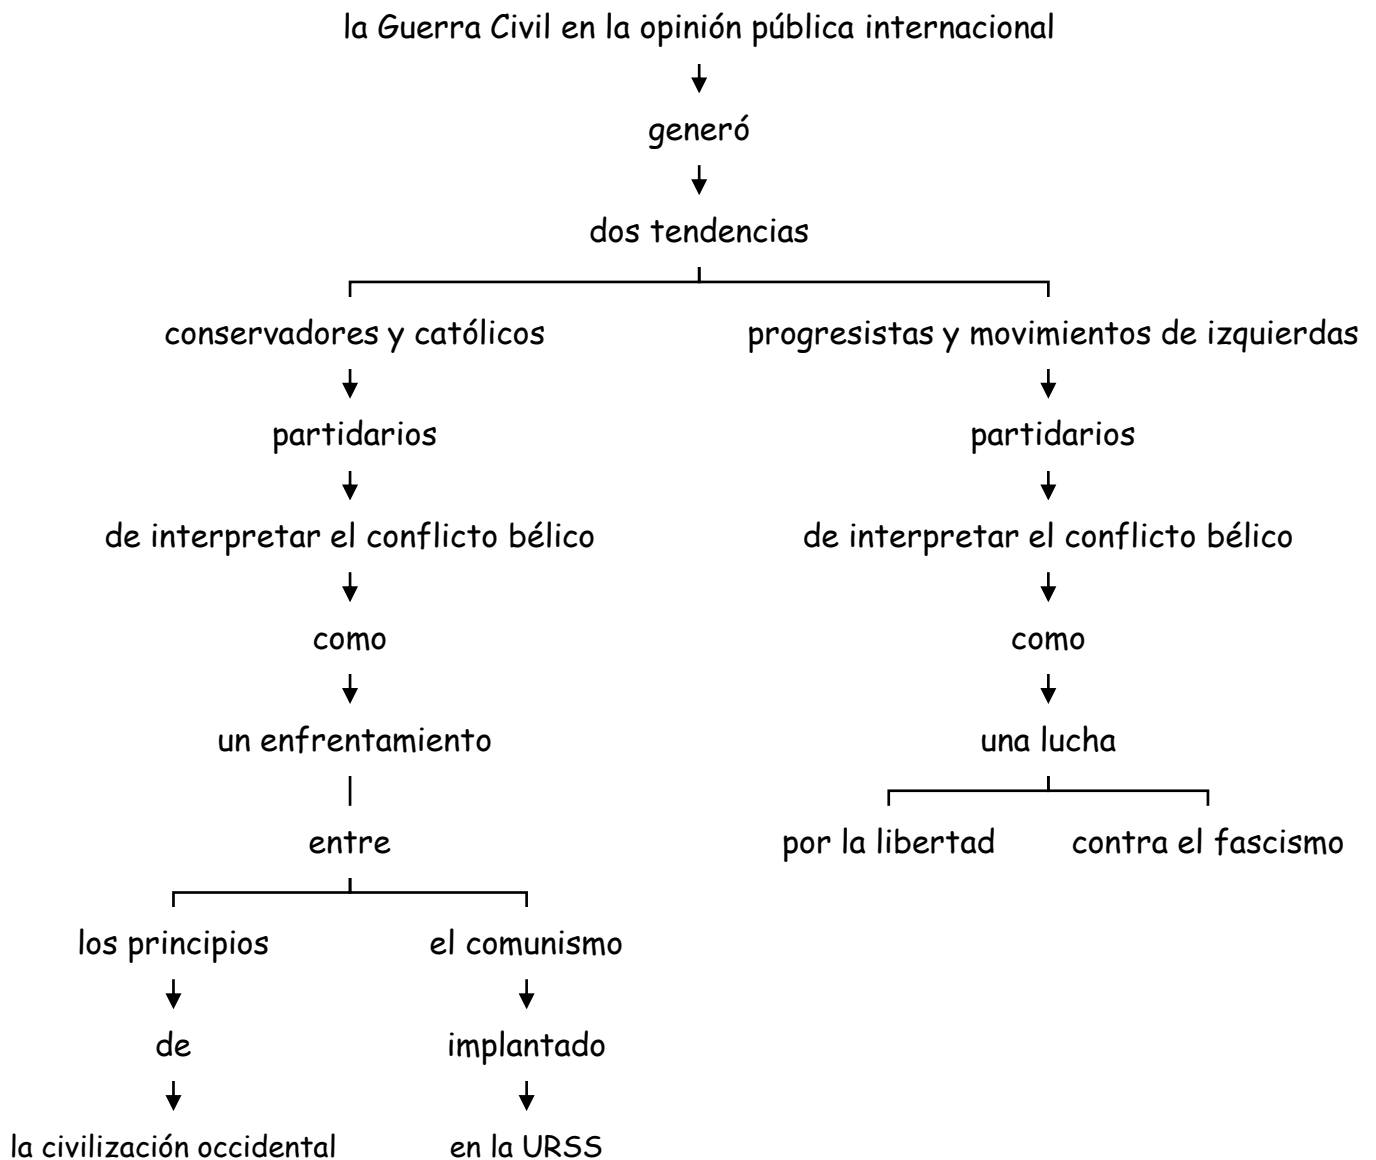 la Guerra Civil en la opinión pública internacional
generó
dos tendencias
conservadores y católicos
progresistas y movimientos de izquierdas
partidarios
partidarios
de interpretar el conflicto bélico
de interpretar el conflicto bélico
como
como
un enfrentamiento
una lucha
entre
por la libertad
contra el fascismo
los principios
el comunismo
de
implantado
la civilización occidental
en la URSS